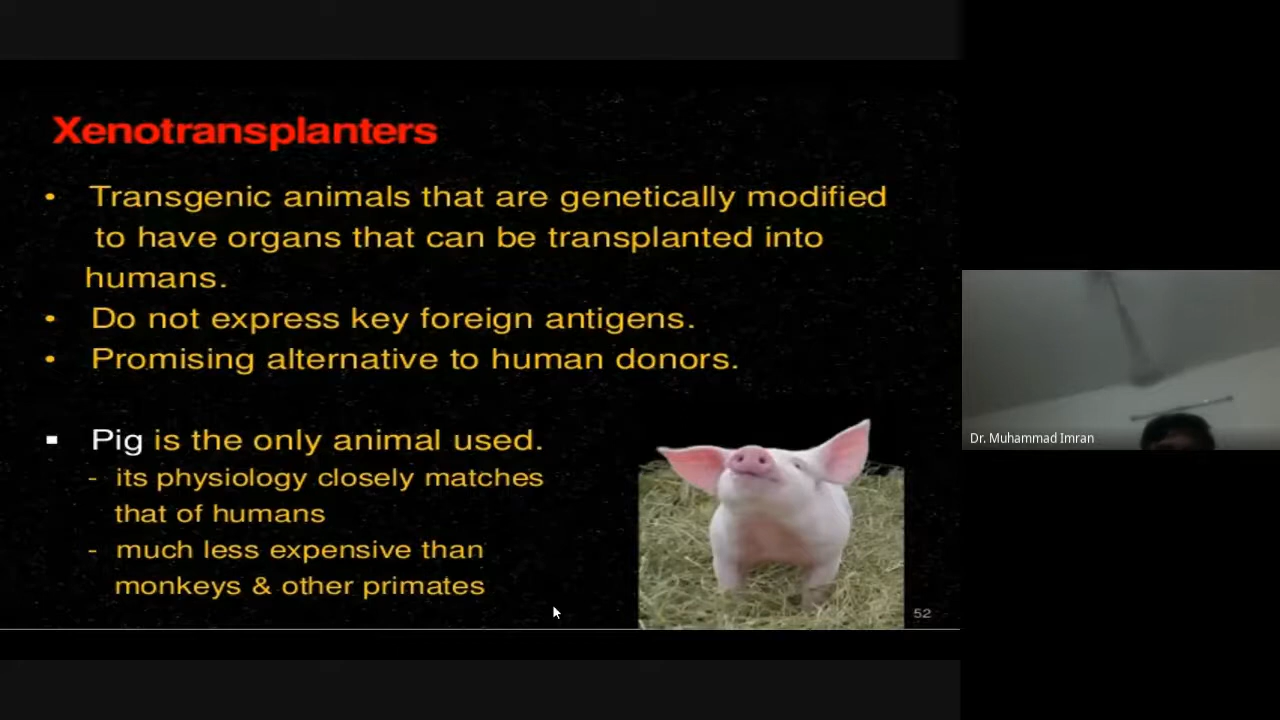 Xenotransplanters
• Transgenic animals that are genetically modified
to have organs that can be transplanted into
humans.
• Do not express key foreign antigens.
• Promising alternative to human donors.
▪ Pig is the only animal used.
- its physiology closely matches
that of humans
- much less expensive than
monkeys & other primates
52
Dr. Muhammad Imran